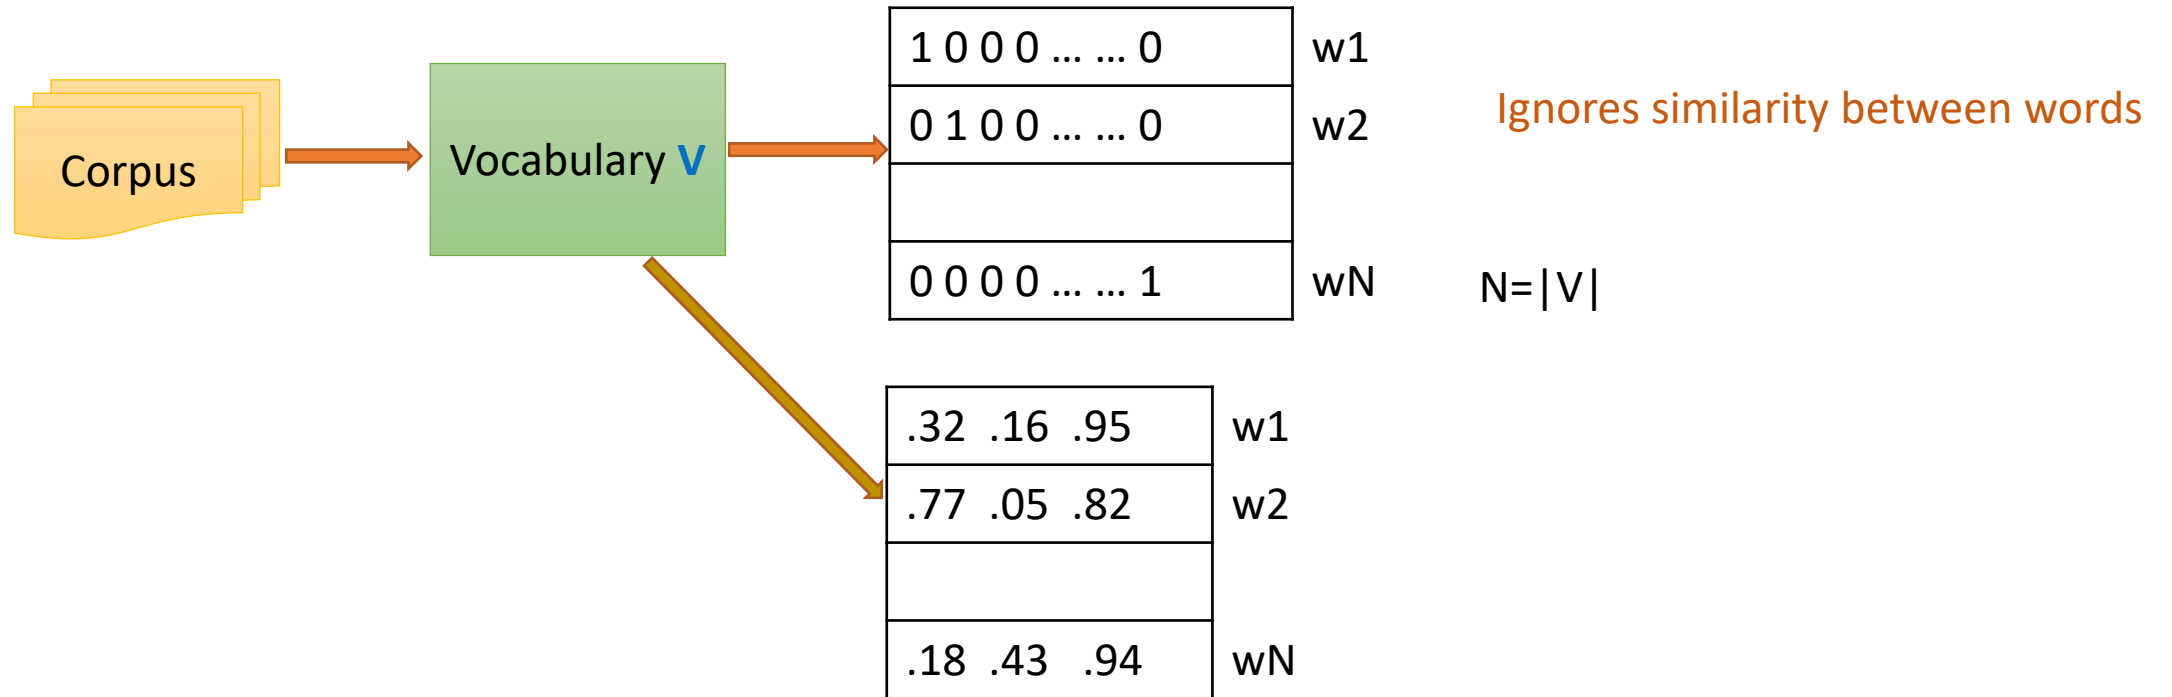 Corpus
Vocabulary V
1 0 0 0 ... ... 0 w1
0 1 0 0 ... ... 0 w2
Ignores similarity between words
0 0 0 0 ... ... 1 wN
N=|V|
.32 .16 .95 w1
.77 .05 .82 w2
.18 .43 .94 wN